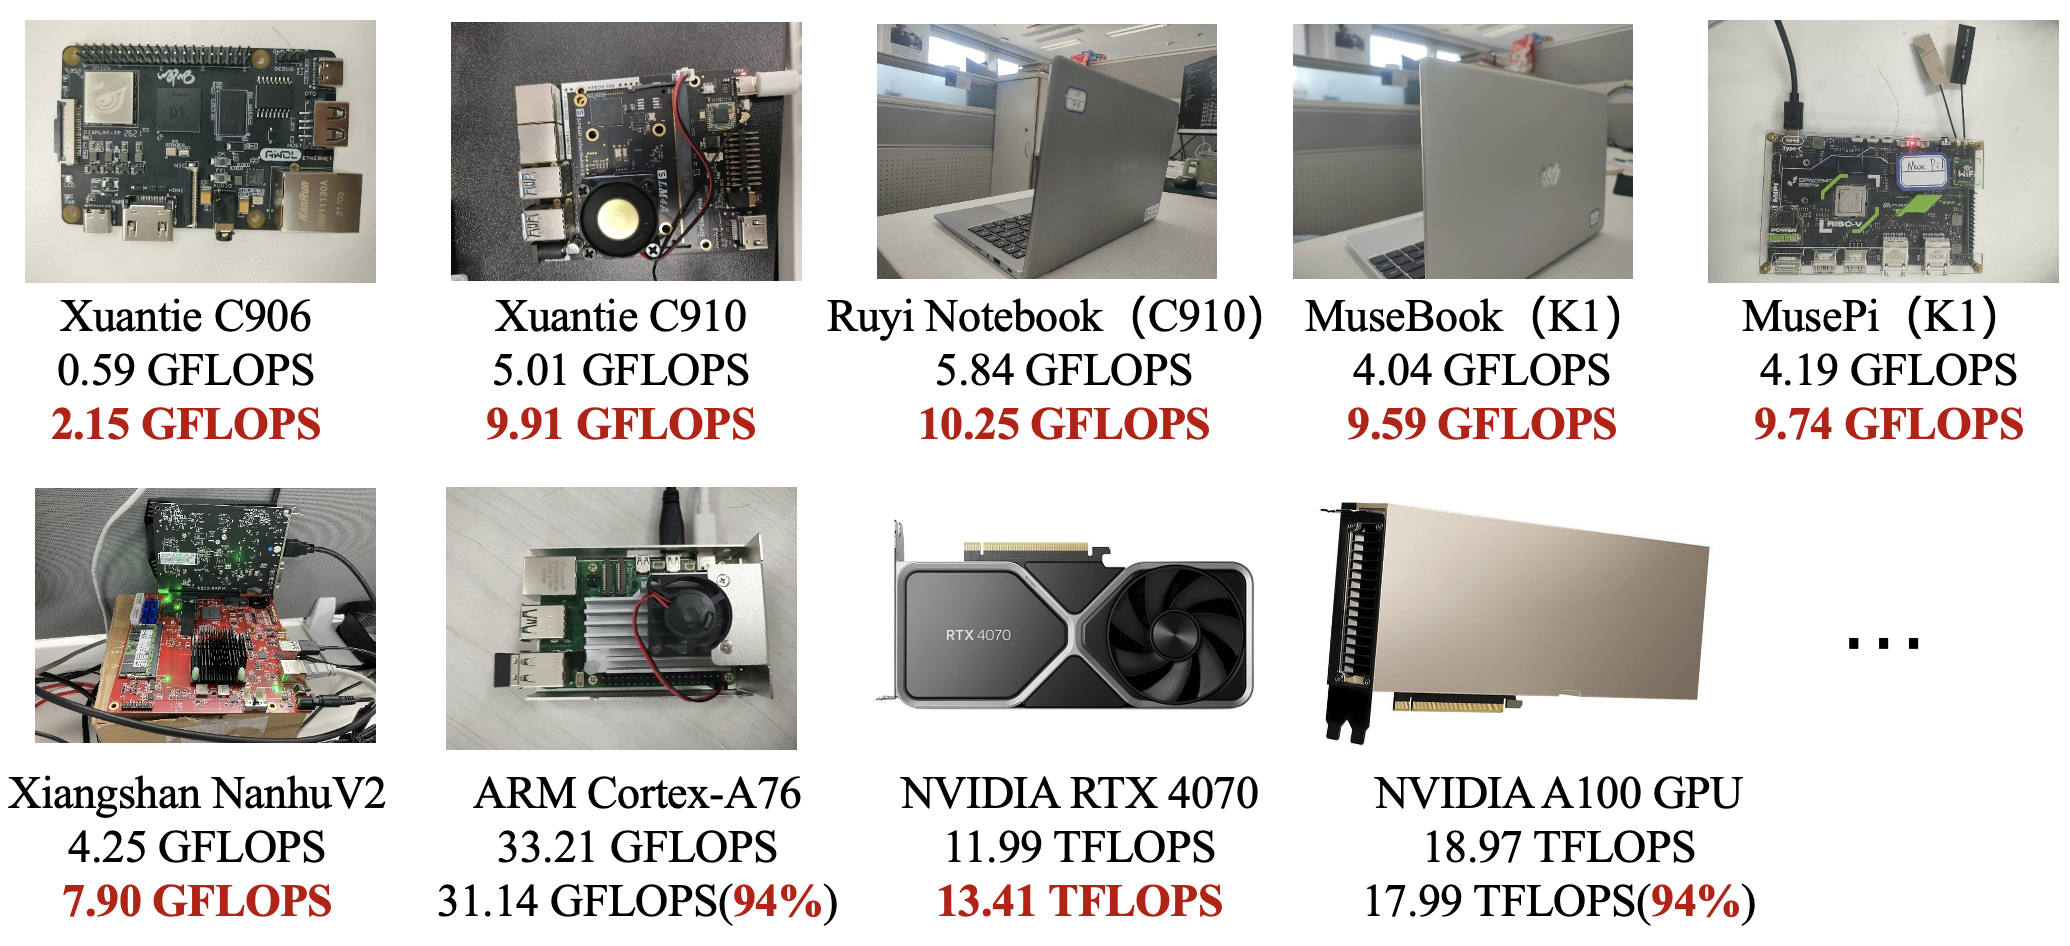 Xuantie C906
0.59 GFLOPS
2.15 GFLOPS
Xuantie C910
5.01 GFLOPS
9.91 GFLOPS
Ruyi Notebook（C910）
5.84 GFLOPS
10.25 GFLOPS
MuseBook（K1）
4.04 GFLOPS
9.59 GFLOPS
MusePi（K1）
4.19 GFLOPS
9.74 GFLOPS
RISC-V
RTX 4070
Xiangshan NanhuV2
4.25 GFLOPS
7.90 GFLOPS
ARM Cortex-A76
33.21 GFLOPS
31.14 GFLOPS(94%)
NVIDIA RTX 4070
11.99 TFLOPS
13.41 TFLOPS
NVIDIA A100 GPU
18.97 TFLOPS
17.99 TFLOPS(94%)
...